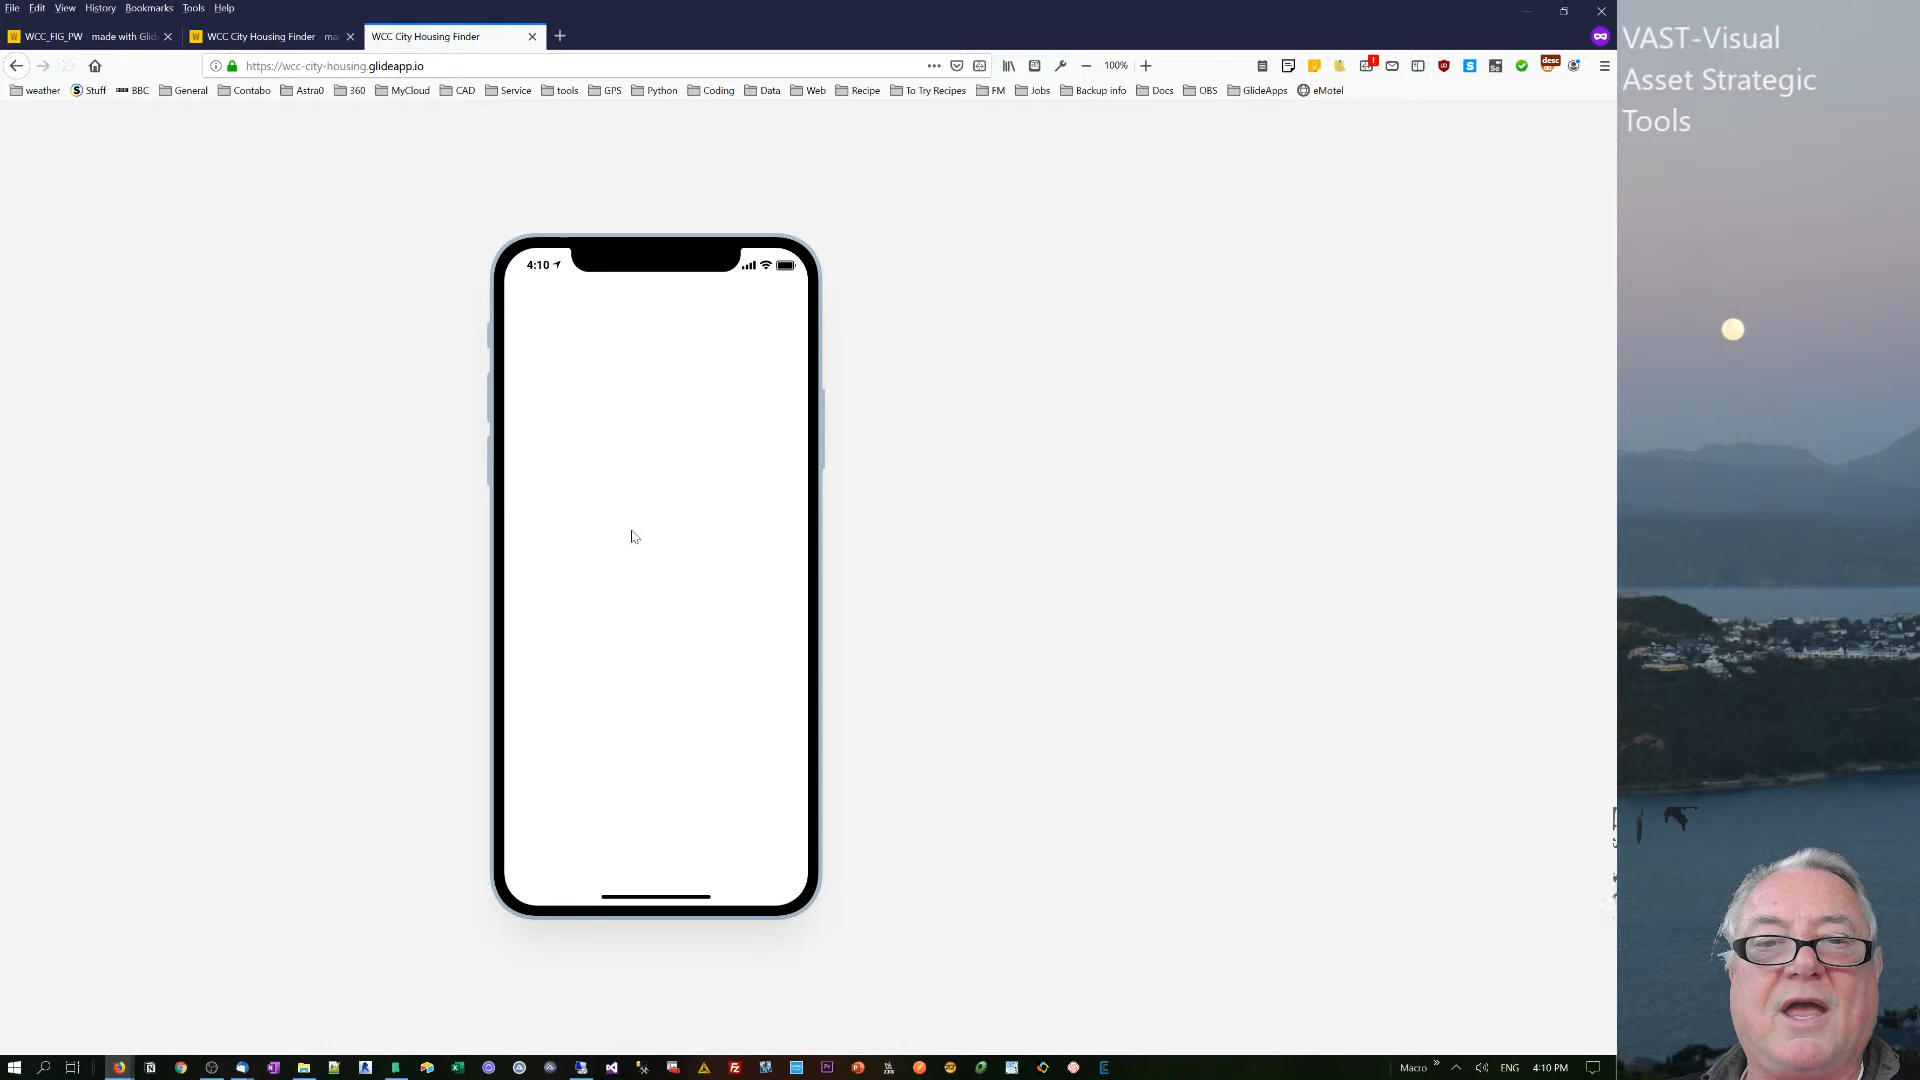 File Edit View History Bookmarks Tools Help
WCC_FIG_PW - made with Glid
WCC City Housing Finder ma
WCC City Housing Finder
https://wcc-city-housing.glideapp.io
100%
desc
weather Stuff BBC General Contabo Astra0 360 MyCloud CAD Service tools GPS Python Coding Data Web Recipe To Try Recipes FM Jobs Backup info Docs OBS GlideApps eMotel
4:10
VAST-Visual
Asset Strategic
Tools
Macro
ENG
4:10 PM